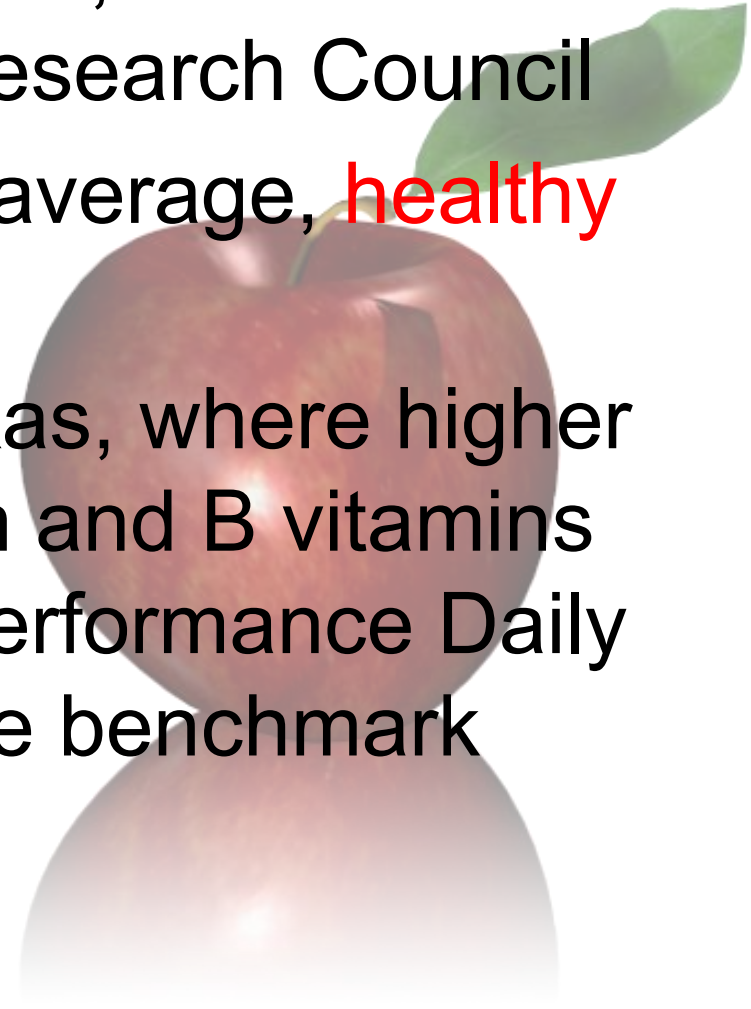 esearch Council
average, healthy
as, where higher
and B vitamins
erformance Daily
e benchmark